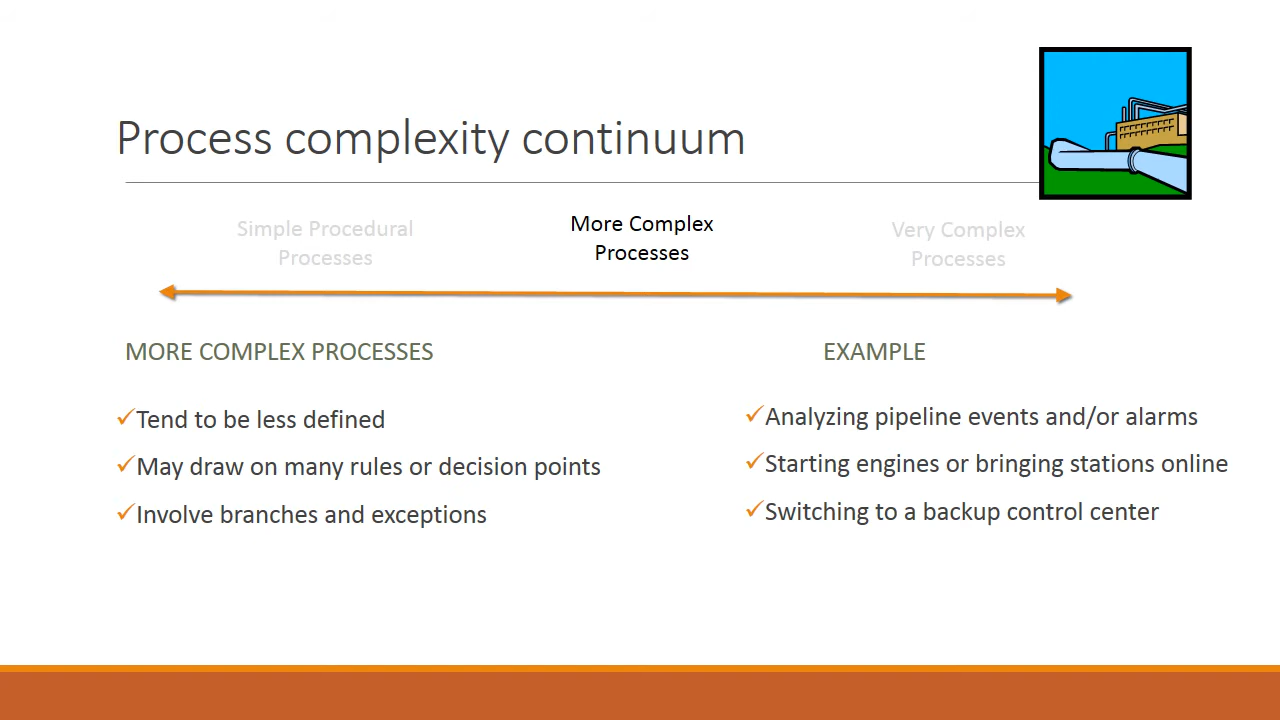 Process complexity continuum
Simple Procedural
Processes
More Complex
Processes
Very Complex
Processes
MORE COMPLEX PROCESSES
✓Tend to be less defined
✓May draw on many rules or decision points
✓Involve branches and exceptions
EXAMPLE
✓Analyzing pipeline events and/or alarms
✓Starting engines or bringing stations online
✓Switching to a backup control center